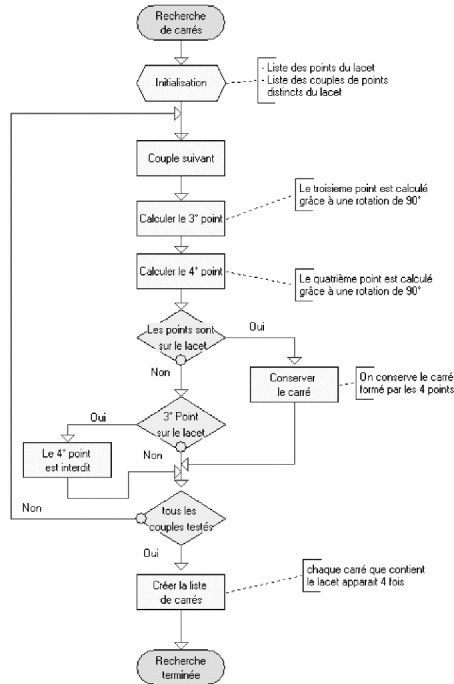 Recherche
de carrés
Initialisation
- Liste des points du lacet
- Liste des couples de points
distincts du lacet
Couple suivant
Le troisieme point est calculé
grâce à une rotation de 90°
Calculer le 3° point
Calculer le 4° point
Le quatrième point est calculé
grâce à une rotation de 90°
Les points sont
sur le lacet
Oui
Non
Conserver
le carré
On conserve le carré
formé par les 4 points
3° Point
sur le lacet
Oui
Non
Le 4° point
est interdit
Non
tous les
couples testés
Oui
Créer la liste
de carrés
chaque carré que contient
le lacet apparait 4 fois
Recherche
terminée